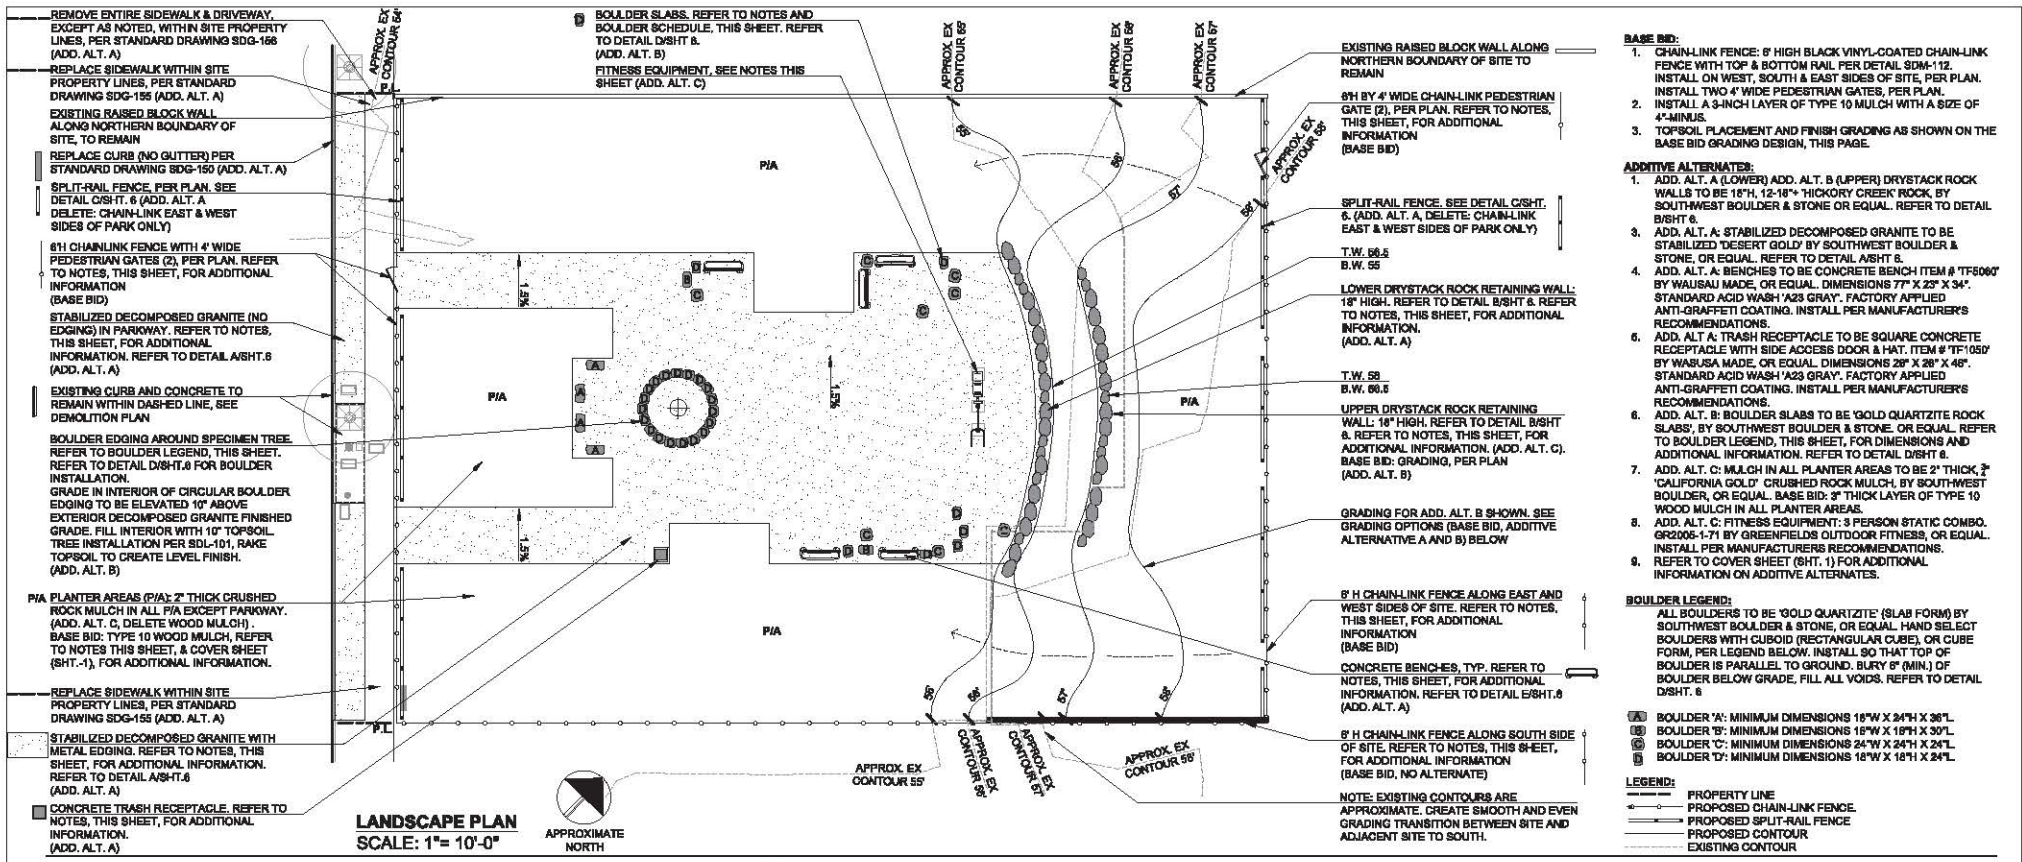 REMOVE ENTIRE SIDEWALK & DRIVEWAY,
EXCEPT AS NOTED, WITHIN SITE PROPERTY
LINES, PER STANDARD DRAWING SDG-156
(ADD. ALT. A)
REPLACE SIDEWALK WITHIN SITE
PROPERTY LINES, PER STANDARD
DRAWING SDG-155 (ADD. ALT. A)
EXISTING RAISED BLOCK WALL
ALONG NORTHERN BOUNDARY OF
SITE, TO REMAIN
REPLACE CURB (NO GUTTER) PER
STANDARD DRAWING SDG-150 (ADD. ALT. A)
SPLIT-RAIL FENCE, PER PLAN. SEE
DETAIL C/SHT. 6 (ADD. ALT. A
DELETE: CHAIN-LINK EAST & WEST
SIDES OF PARK ONLY)
6'H CHAINLINK FENCE WITH 4' WIDE
PEDESTRIAN GATES (2), PER PLAN. REFER
TO NOTES, THIS SHEET, FOR ADDITIONAL
INFORMATION
(BASE BID)
STABILIZED DECOMPOSED GRANITE (NO
EDGING) IN PARKWAY. REFER TO NOTES,
THIS SHEET, FOR ADDITIONAL
INFORMATION. REFER TO DETAIL A/SHT.6
(ADD. ALT. A)
EXISTING CURB AND CONCRETE TO
REMAIN WITHIN DASHED LINE, SEE
DEMOLITION PLAN
BOULDER EDGING AROUND SPECIMEN TREE.
REFER TO BOULDER LEGEND, THIS SHEET.
REFER TO DETAIL D/SHT.6 FOR BOULDER
INSTALLATION.
GRADE IN INTERIOR OF CIRCULAR BOULDER
EDGING TO BE ELEVATED 10" ABOVE
EXTERIOR DECOMPOSED GRANITE FINISHED
GRADE. FILL INTERIOR WITH 10" TOPSOIL.
TREE INSTALLATION PER SDL-101, RAKE
TOPSOIL TO CREATE LEVEL FINISH.
(ADD. ALT. B)
P/A PLANTER AREAS (P/A): 2" THICK CRUSHED
ROCK MULCH IN ALL P/A EXCEPT PARKWAY.
(ADD. ALT. C, DELETE WOOD MULCH) .
BASE BID: TYPE 10 WOOD MULCH, REFER
TO NOTES THIS SHEET, & COVER SHEET
(SHT.-1), FOR ADDITIONAL INFORMATION.
REPLACE SIDEWALK WITHIN SITE
PROPERTY LINES, PER STANDARD
DRAWING SDG-155 (ADD. ALT. A)
STABILIZED DECOMPOSED GRANITE WITH
METAL EDGING. REFER TO NOTES, THIS
SHEET, FOR ADDITIONAL INFORMATION.
REFER TO DETAIL A/SHT.6
(ADD. ALT. A)
CONCRETE TRASH RECEPTACLE. REFER TO
NOTES, THIS SHEET, FOR ADDITIONAL
INFORMATION.
(ADD. ALT. A)
BOULDER SLABS. REFER TO NOTES AND
BOULDER SCHEDULE, THIS SHEET. REFER
TO DETAIL D/SHT 6.
(ADD. ALT. B)
FITNESS EQUIPMENT, SEE NOTES THIS
SHEET (ADD. ALT. C)
APPROX. EX
CONTOUR 54'
P.L.
APPROX. EX
CONTOUR 55'
APPROX. EX
CONTOUR 56'
APPROX. EX
CONTOUR 57'
APPROX. EX
CONTOUR 58'
55'
56'
57'
58'
P/A
P/A
P/A
P/A
1.5%
1.5%
1.5%
55'
56'
57'
58'
P.L.
APPROX. EX
CONTOUR 55'
APPROX. EX
CONTOUR 56'
APPROX. EX
CONTOUR 57'
APPROX. EX
CONTOUR 58'
LANDSCAPE PLAN
SCALE: 1"= 10'-0"
APPROXIMATE
NORTH
EXISTING RAISED BLOCK WALL ALONG
NORTHERN BOUNDARY OF SITE TO
REMAIN
6'H BY 4' WIDE CHAIN-LINK PEDESTRIAN
GATE (2), PER PLAN. REFER TO NOTES,
THIS SHEET, FOR ADDITIONAL
INFORMATION
(BASE BID)
SPLIT-RAIL FENCE. SEE DETAIL C/SHT.
6. (ADD. ALT. A, DELETE: CHAIN-LINK
EAST & WEST SIDES OF PARK ONLY)
T.W. 56.5
B.W. 55
LOWER DRYSTACK ROCK RETAINING WALL:
18" HIGH. REFER TO DETAIL B/SHT 6. REFER
TO NOTES, THIS SHEET, FOR ADDITIONAL
INFORMATION.
(ADD. ALT. A)
T.W. 58
B.W. 56.5
UPPER DRYSTACK ROCK RETAINING
WALL: 18" HIGH. REFER TO DETAIL B/SHT
6. REFER TO NOTES, THIS SHEET, FOR
ADDITIONAL INFORMATION. (ADD. ALT. C).
BASE BID: GRADING, PER PLAN
(ADD. ALT. B)
GRADING FOR ADD. ALT. B SHOWN. SEE
GRADING OPTIONS (BASE BID, ADDITIVE
ALTERNATIVE A AND B) BELOW
6' H CHAIN-LINK FENCE ALONG EAST AND
WEST SIDES OF SITE. REFER TO NOTES,
THIS SHEET, FOR ADDITIONAL
INFORMATION
(BASE BID)
CONCRETE BENCHES, TYP. REFER TO
NOTES, THIS SHEET, FOR ADDITIONAL
INFORMATION. REFER TO DETAIL E/SHT.6
(ADD. ALT. A)
6' H CHAIN-LINK FENCE ALONG SOUTH SIDE
OF SITE. REFER TO NOTES, THIS SHEET,
FOR ADDITIONAL INFORMATION
(BASE BID, NO ALTERNATE)
NOTE: EXISTING CONTOURS ARE
APPROXIMATE. CREATE SMOOTH AND EVEN
GRADING TRANSITION BETWEEN SITE AND
ADJACENT SITE TO SOUTH.
BASE BID:
1. CHAIN-LINK FENCE: 6' HIGH BLACK VINYL-COATED CHAIN-LINK
FENCE WITH TOP & BOTTOM RAIL PER DETAIL SDM-112.
INSTALL ON WEST, SOUTH & EAST SIDES OF SITE, PER PLAN.
INSTALL TWO 4' WIDE PEDESTRIAN GATES, PER PLAN.
2. INSTALL A 3-INCH LAYER OF TYPE 10 MULCH WITH A SIZE OF
4"-MINUS.
3. TOPSOIL PLACEMENT AND FINISH GRADING AS SHOWN ON THE
BASE BID GRADING DESIGN, THIS PAGE.
ADDITIVE ALTERNATES:
1. ADD. ALT. A (LOWER) ADD. ALT. B (UPPER) DRYSTACK ROCK
WALLS TO BE 18"H, 12-18"+ 'HICKORY CREEK' ROCK, BY
SOUTHWEST BOULDER & STONE OR EQUAL. REFER TO DETAIL
B/SHT 6.
3. ADD. ALT. A: STABILIZED DECOMPOSED GRANITE TO BE
STABILIZED 'DESERT GOLD' BY SOUTHWEST BOULDER &
STONE, OR EQUAL. REFER TO DETAIL A/SHT 6.
4. ADD. ALT. A: BENCHES TO BE CONCRETE BENCH ITEM # 'TF5060'
BY WAUSAU MADE, OR EQUAL. DIMENSIONS 77" X 23" X 34".
STANDARD ACID WASH 'A23 GRAY'. FACTORY APPLIED
ANTI-GRAFFETI COATING. INSTALL PER MANUFACTURER'S
RECOMMENDATIONS.
5. ADD. ALT A: TRASH RECEPTACLE TO BE SQUARE CONCRETE
RECEPTACLE WITH SIDE ACCESS DOOR & HAT. ITEM # 'TF1050'
BY WABUSA MADE, OR EQUAL. DIMENSIONS 28" X 28" X 46".
STANDARD ACID WASH 'A23 GRAY'. FACTORY APPLIED
ANTI-GRAFFETI COATING. INSTALL PER MANUFACTURER'S
RECOMMENDATIONS.
6. ADD. ALT. B: BOULDER SLABS TO BE 'GOLD QUARTZITE ROCK
SLABS', BY SOUTHWEST BOULDER & STONE, OR EQUAL. REFER
TO BOULDER LEGEND, THIS SHEET, FOR DIMENSIONS AND
ADDITIONAL INFORMATION. REFER TO DETAIL D/SHT 6.
7. ADD. ALT. C: MULCH IN ALL PLANTER AREAS TO BE 2" THICK,
'CALIFORNIA GOLD' CRUSHED ROCK MULCH, BY SOUTHWEST
BOULDER, OR EQUAL. BASE BID: 3" THICK LAYER OF TYPE 10
WOOD MULCH IN ALL PLANTER AREAS.
8. ADD. ALT. C: FITNESS EQUIPMENT: 3 PERSON STATIC COMBO.
GR2005-1-71 BY GREENFIELDS OUTDOOR FITNESS, OR EQUAL.
INSTALL PER MANUFACTURERS RECOMMENDATIONS.
9. REFER TO COVER SHEET (SHT. 1) FOR ADDITIONAL
INFORMATION ON ADDITIVE ALTERNATES.
BOULDER LEGEND:
ALL BOULDERS TO BE 'GOLD QUARTZITE' (SLAB FORM) BY
SOUTHWEST BOULDER & STONE, OR EQUAL. HAND SELECT
BOULDERS WITH CUBOID (RECTANGULAR CUBE), OR CUBE
FORM, PER LEGEND BELOW. INSTALL SO THAT TOP OF
BOULDER IS PARALLEL TO GROUND. BURY 6" (MIN.) OF
BOULDER BELOW GRADE, FILL ALL VOIDS. REFER TO DETAIL
D/SHT. 6
A BOULDER 'A': MINIMUM DIMENSIONS 18"W X 24"H X 36"L
B BOULDER 'B': MINIMUM DIMENSIONS 18"W X 18"H X 30"L
C BOULDER 'C': MINIMUM DIMENSIONS 24"W X 24"H X 24"L
D BOULDER 'D': MINIMUM DIMENSIONS 18"W X 18"H X 24"L
LEGEND:
PROPERTY LINE
PROPOSED CHAIN-LINK FENCE.
PROPOSED SPLIT-RAIL FENCE
PROPOSED CONTOUR
EXISTING CONTOUR